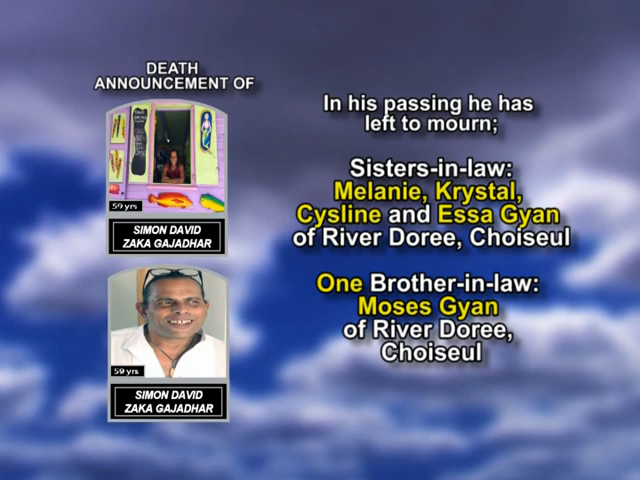 DEATH
ANNOUNCEMENT OF
59 yrs
SIMON DAVID
ZAKA GAJADHAR
59 yrs
SIMON DAVID
ZAKA GAJADHAR
In his passing he has
left to mourn;
Sisters-in-law:
Melanie, Krystal,
Cysline and Essa Gyan
of River Doree, Choiseul
One Brother-in-law:
Moses Gyan
of River Doree,
Choiseul